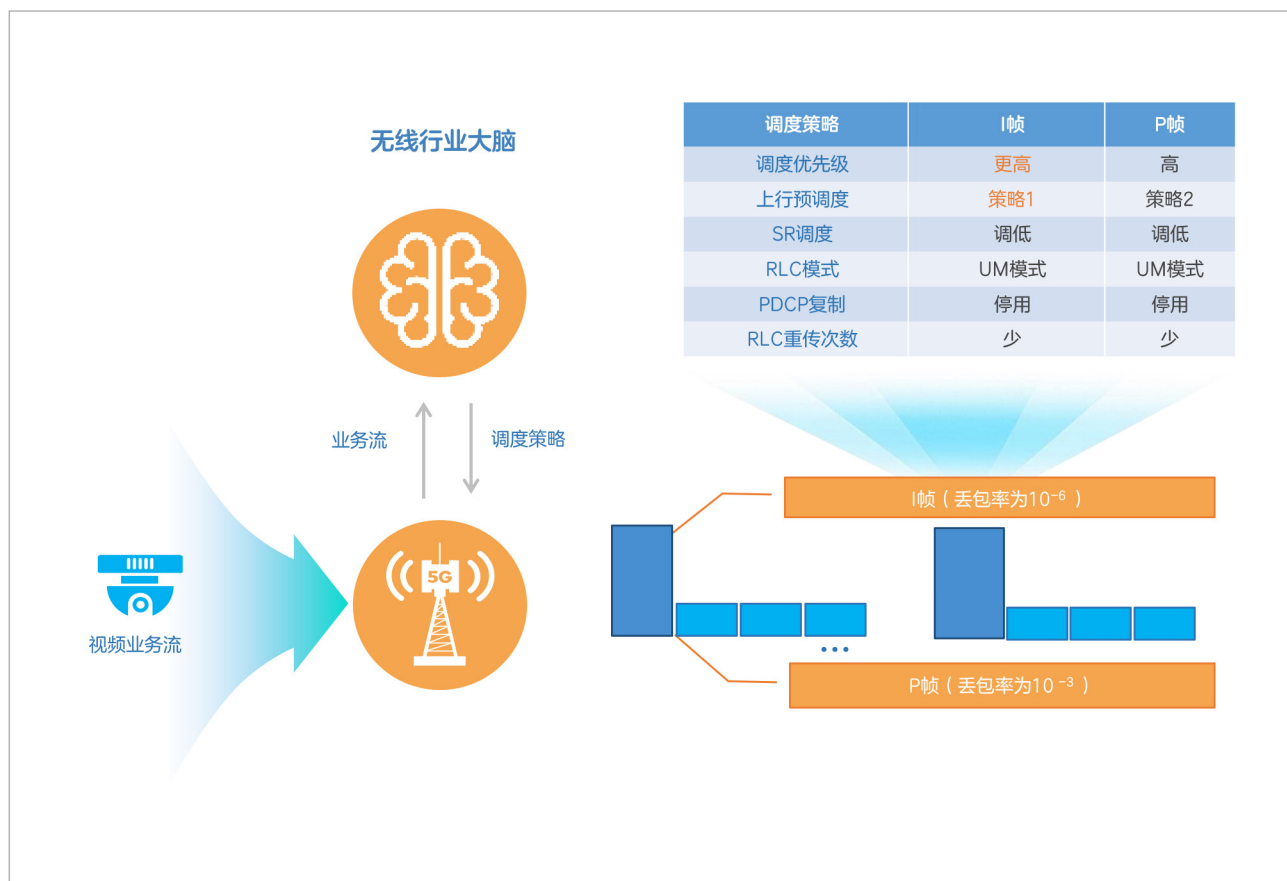 无线行业大脑
业务流
调度策略
5G
视频业务流
调度策略 I帧 P帧
调度优先级 更高 高
上行预调度 策略1 策略2
SR调度 调低 调低
RLC模式 UM模式 UM模式
PDCP复制 停用 停用
RLC重传次数 少 少
I帧（丢包率为10⁻⁶）
...
P帧（丢包率为10⁻³）